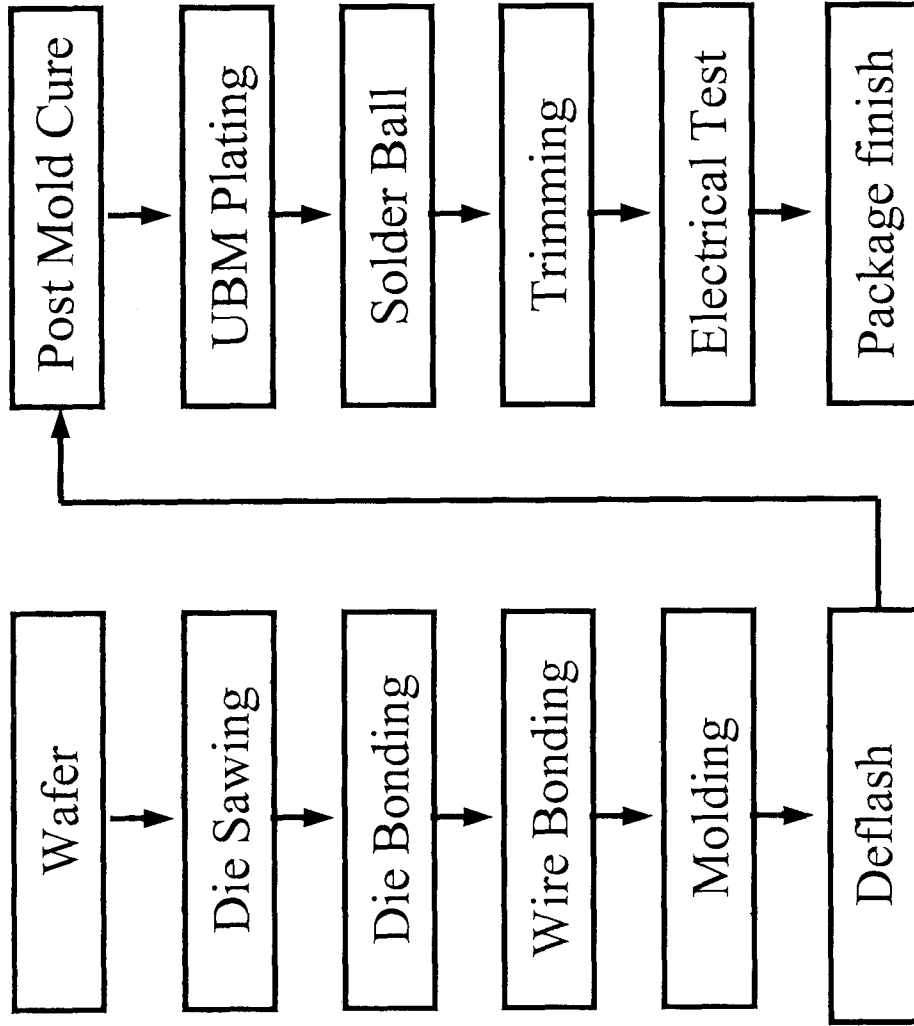 Wafer
Die Sawing
Die Bonding
Wire Bonding
Molding
Deflash
Post Mold Cure
UBM Plating
Solder Ball
Trimming
Electrical Test
Package finish